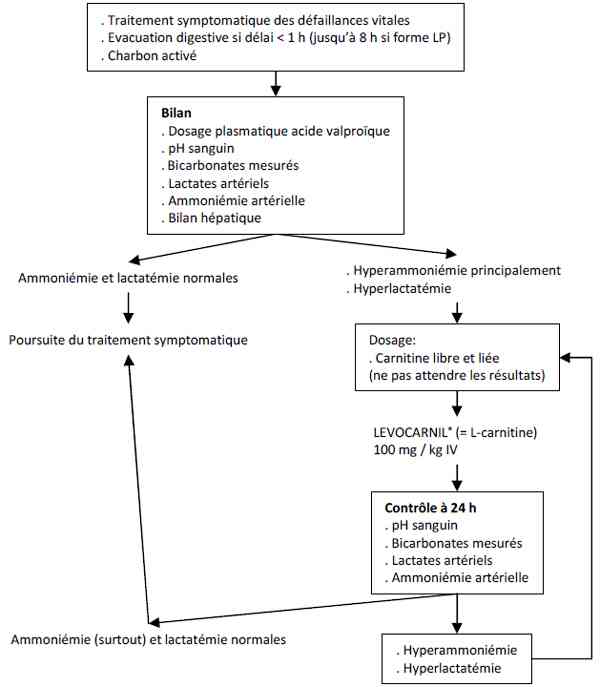 . Traitement symptomatique des défaillances vitales
. Evacuation digestive si délai < 1 h (jusqu'à 8 h si forme LP)
. Charbon activé
Bilan
. Dosage plasmatique acide valproïque
. pH sanguin
. Bicarbonates mesurés
. Lactates artériels
. Ammoniémie artérielle
. Bilan hépatique
Ammoniémie et lactatémie normales
Poursuite du traitement symptomatique
. Hyperammoniémie principalement
. Hyperlactatémie
Dosage:
. Carnitine libre et liée
(ne pas attendre les résultats)
LEVOCARNIL* (= L-carnitine)
100 mg / kg IV
Contrôle à 24 h
. pH sanguin
. Bicarbonates mesurés
. Lactates artériels
. Ammoniémie artérielle
Ammoniémie (surtout) et lactatémie normales
. Hyperammoniémie
. Hyperlactatémie